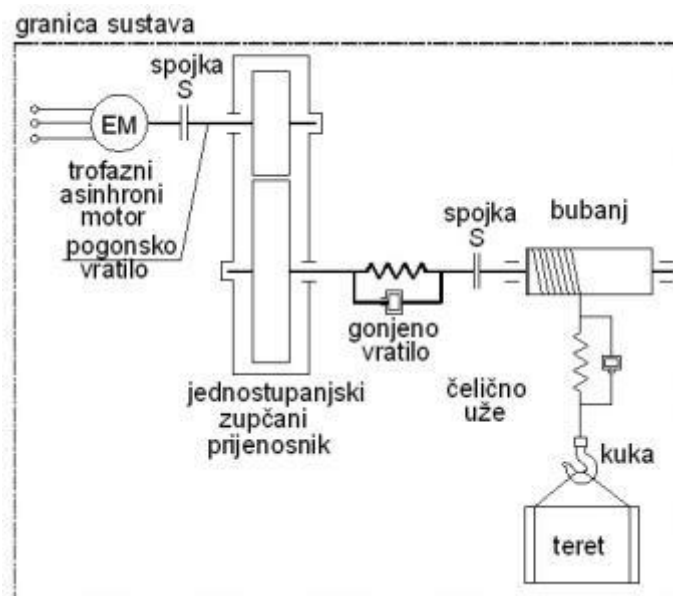 granica sustava
spojka
S
EM
trofazni
asinhroni
motor
pogonsko
vratilo
spojka
S
bubanj
gonjeno
vratilo
jednostupanjski
zupčani
prijenosnik
čelično
uže
kuka
teret